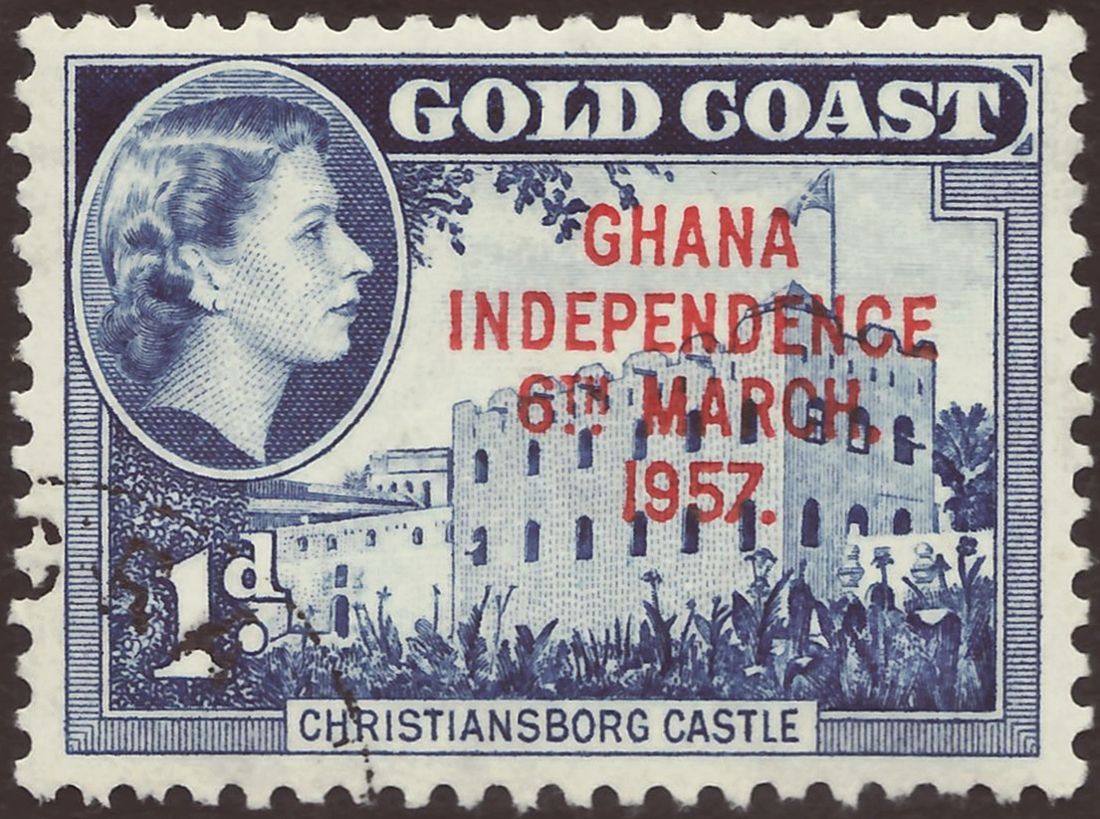 GOLD COAST
GHANA
INDEPENDENCE
6TH MARCH.
1957.
1d.
CHRISTIANSBORG CASTLE